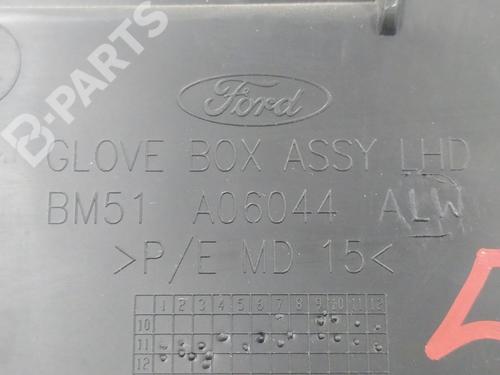 B-PARTS
Ford
GLOVE BOX ASSY LHD
BM51 A06044 ALW
>P/E MD 15<
1 2 3 4 5 6 7 8 9 10 11 12
10
11
12